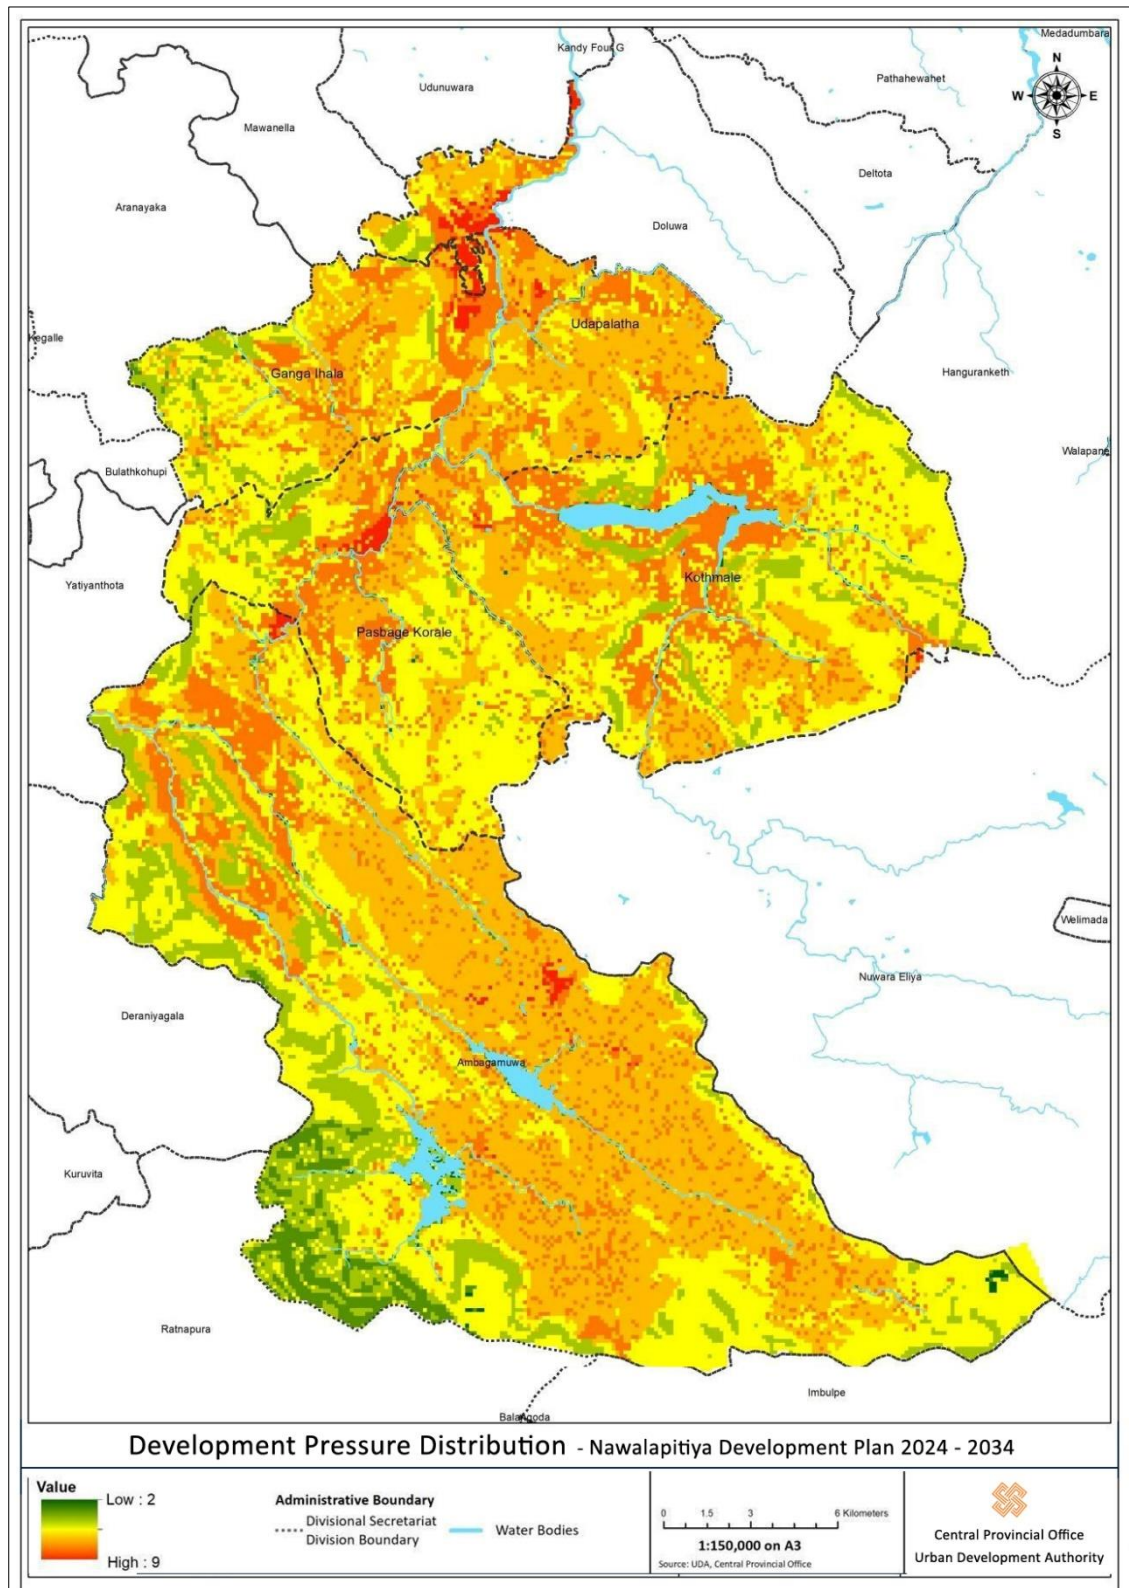 Medadumbara
Kandy Four G
N
Pathahewahet
Udunuwara
W
E
S
Mawanella
Deltota
Aranayaka
Doluwa
Udapalatha
Kegalle
Ganga Ihala
Hanguranketh
Walapane
Bulathkohupi
Yatiyanthota
Kothmale
Pasbage Korale
Welimada
Nuwara Eliya
Deraniyagala
Ambagamuwa
Kuruvita
Ratnapura
Imbulpe
Balangoda
Development Pressure Distribution - Nawalapitiya Development Plan 2024 - 2034
Value
Low : 2
High : 9
Administrative Boundary
Divisional Secretariat
Division Boundary
Water Bodies
0 1.5 3 6 Kilometers
1:150,000 on A3
Source: UDA, Central Provincial Office
Central Provincial Office
Urban Development Authority